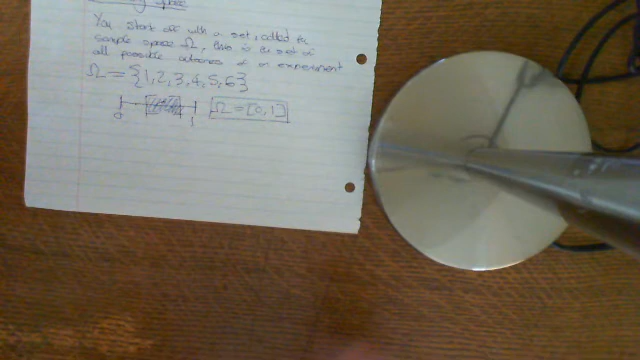 You start off with a set, called the
sample space Ω, this is the set of
all possible outcomes of an experiment
Ω = {1,2,3,4,5,6}
0 1 Ω = [0,1]